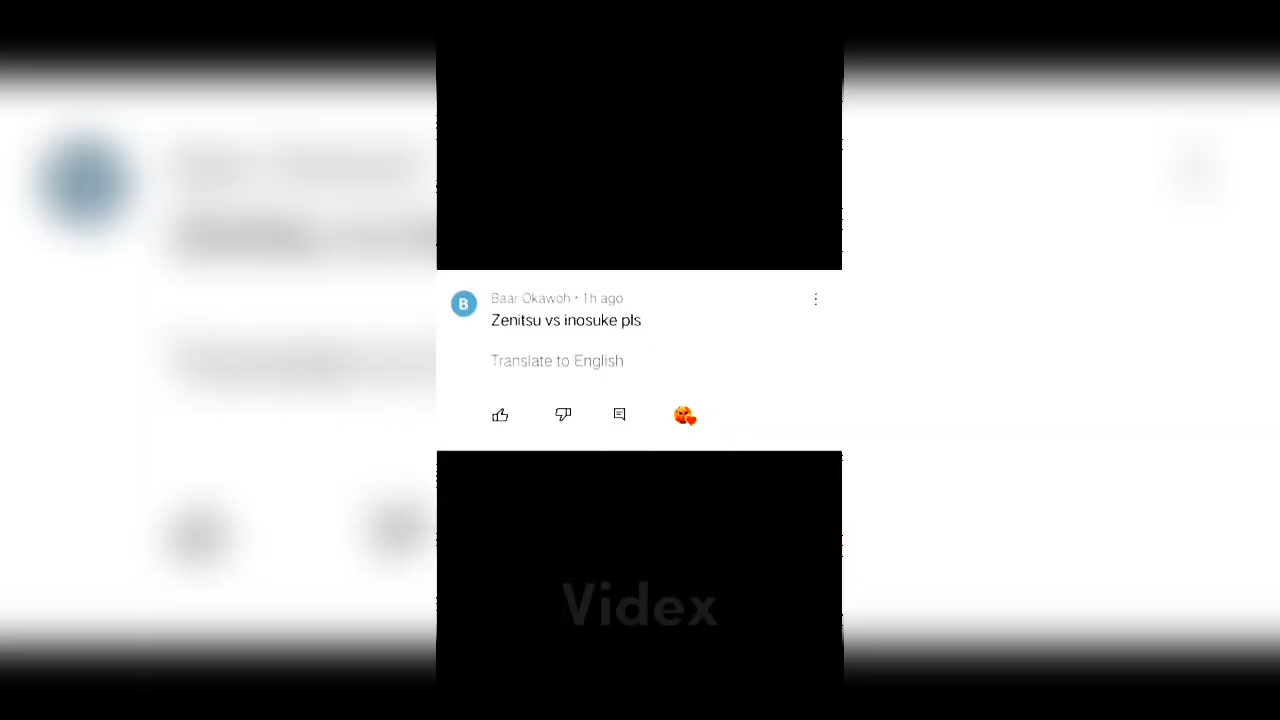 B
Baar Okawoh • 1h ago
Zenitsu vs inosuke pls
Translate to English
Videx